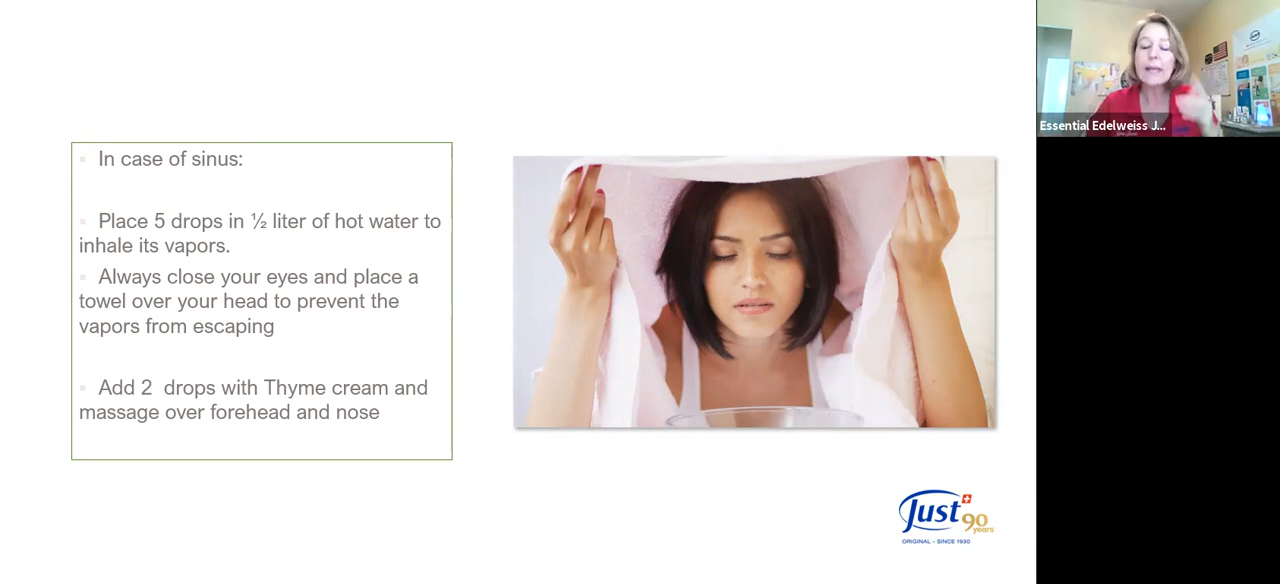 In case of sinus:
Place 5 drops in ½ liter of hot water to
inhale its vapors.
Always close your eyes and place a
towel over your head to prevent the
vapors from escaping
Add 2 drops with Thyme cream and
massage over forehead and nose
Just
90
years
ORIGINAL - SINCE 1930
Essential Edelweiss J...